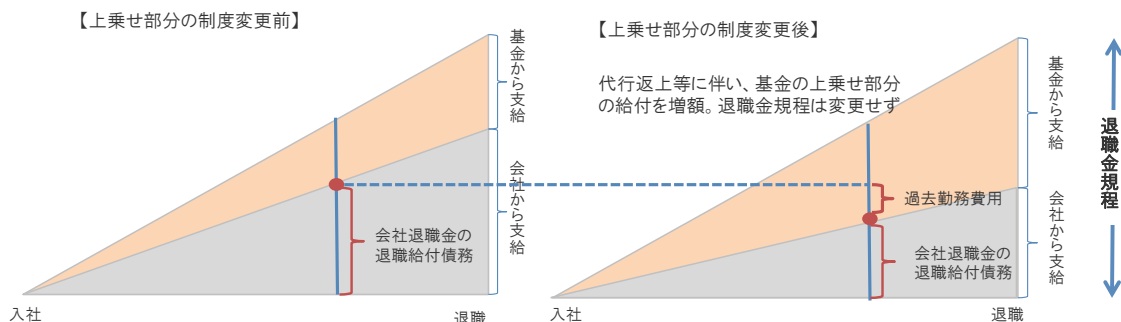 【上乗せ部分の制度変更前】
基金から支給
会社から支給
会社退職金の
退職給付債務
入社
退職
【上乗せ部分の制度変更後】
代行返上等に伴い、基金の上乗せ部分
の給付を増額。退職金規程は変更せず
基金から支給
会社から支給
退職金規程
過去勤務費用
会社退職金の
退職給付債務
入社
退職